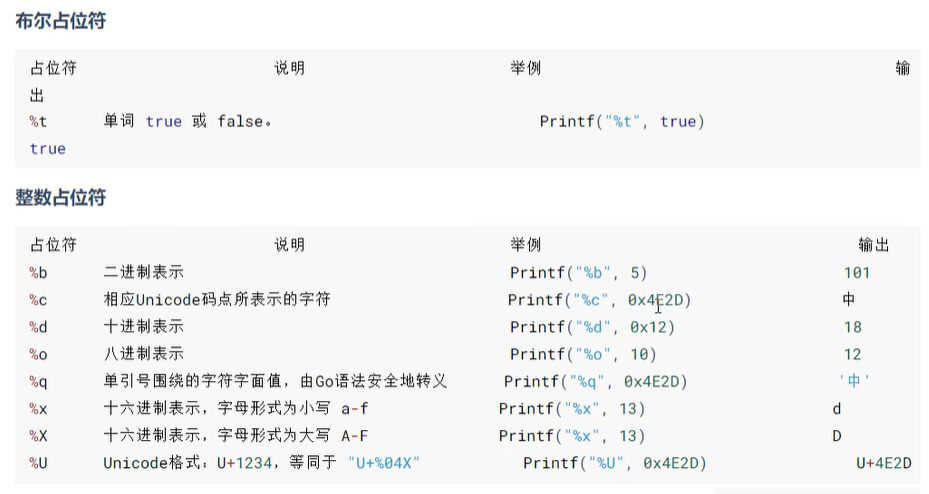 布尔占位符
占位符 说明 举例 输
出
%t 单词 true 或 false。 Printf("%t", true)
true
整数占位符
占位符 说明 举例 输出
%b 二进制表示 Printf("%b", 5) 101
%c 相应Unicode码点所表示的字符 Printf("%c", 0x4E2D) 中
%d 十进制表示 Printf("%d", 0x12) 18
%o 八进制表示 Printf("%o", 10) 12
%q 单引号围绕的字符字面值，由Go语法安全地转义 Printf("%q", 0x4E2D) '中'
%x 十六进制表示，字母形式为小写 a-f Printf("%x", 13) d
%X 十六进制表示，字母形式为大写 A-F Printf("%x", 13) D
%U Unicode格式：U+1234，等同于 "U+%04X" Printf("%U", 0x4E2D) U+4E2D